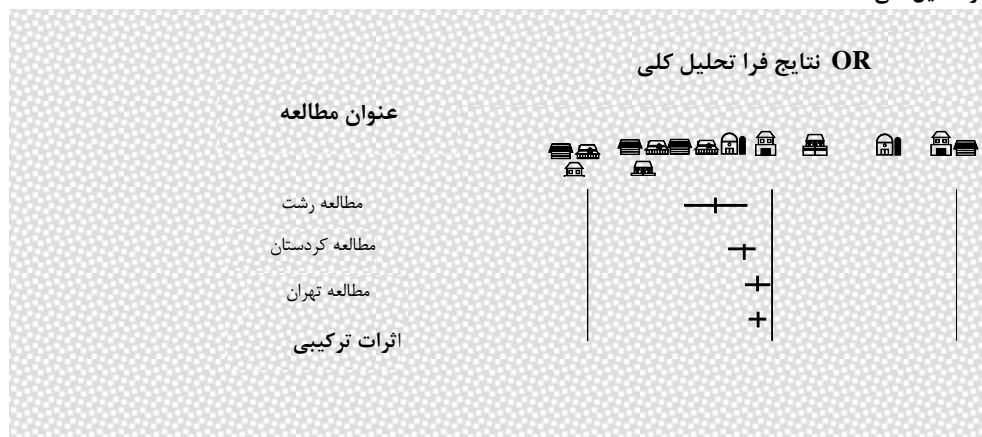 OR نتایج فرا تحلیل کلی
عنوان مطالعه
مطالعه رشت
مطالعه کردستان
مطالعه تهران
اثرات ترکیبی